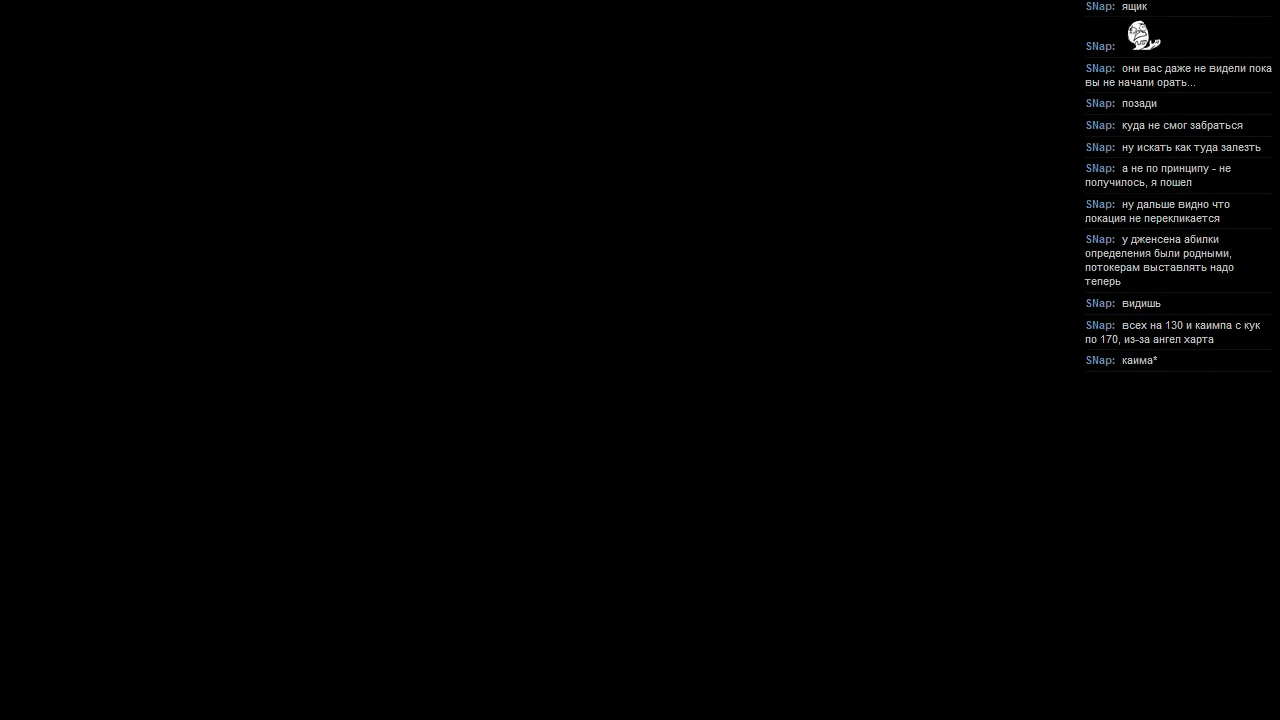 SNap: ящик
SNap:
SNap: они вас даже не видели пока
вы не начали орать...
SNap: позади
SNap: куда не смог забраться
SNap: ну искать как туда залезть
SNap: а не по принципу - не
получилось, я пошел
SNap: ну дальше видно что
локация не перекликается
SNap: у дженсена абилки
определения были родными,
потокерам выставлять надо
теперь
SNap: видишь
SNap: всех на 130 и каимпа с кук
по 170, из-за ангел харта
SNap: каима*